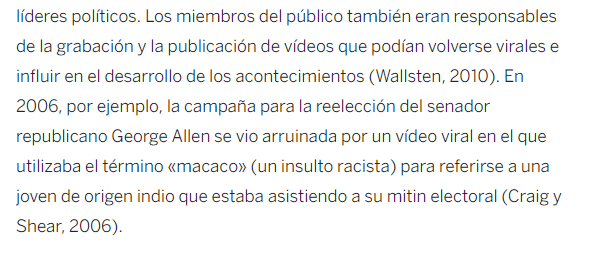 líderes políticos. Los miembros del público también eran responsables
de la grabación y la publicación de vídeos que podían volverse virales e
influir en el desarrollo de los acontecimientos (Wallsten, 2010). En
2006, por ejemplo, la campaña para la reelección del senador
republicano George Allen se vio arruinada por un vídeo viral en el que
utilizaba el término «macaco» (un insulto racista) para referirse a una
joven de origen indio que estaba asistiendo a su mitin electoral (Craig y
Shear, 2006).